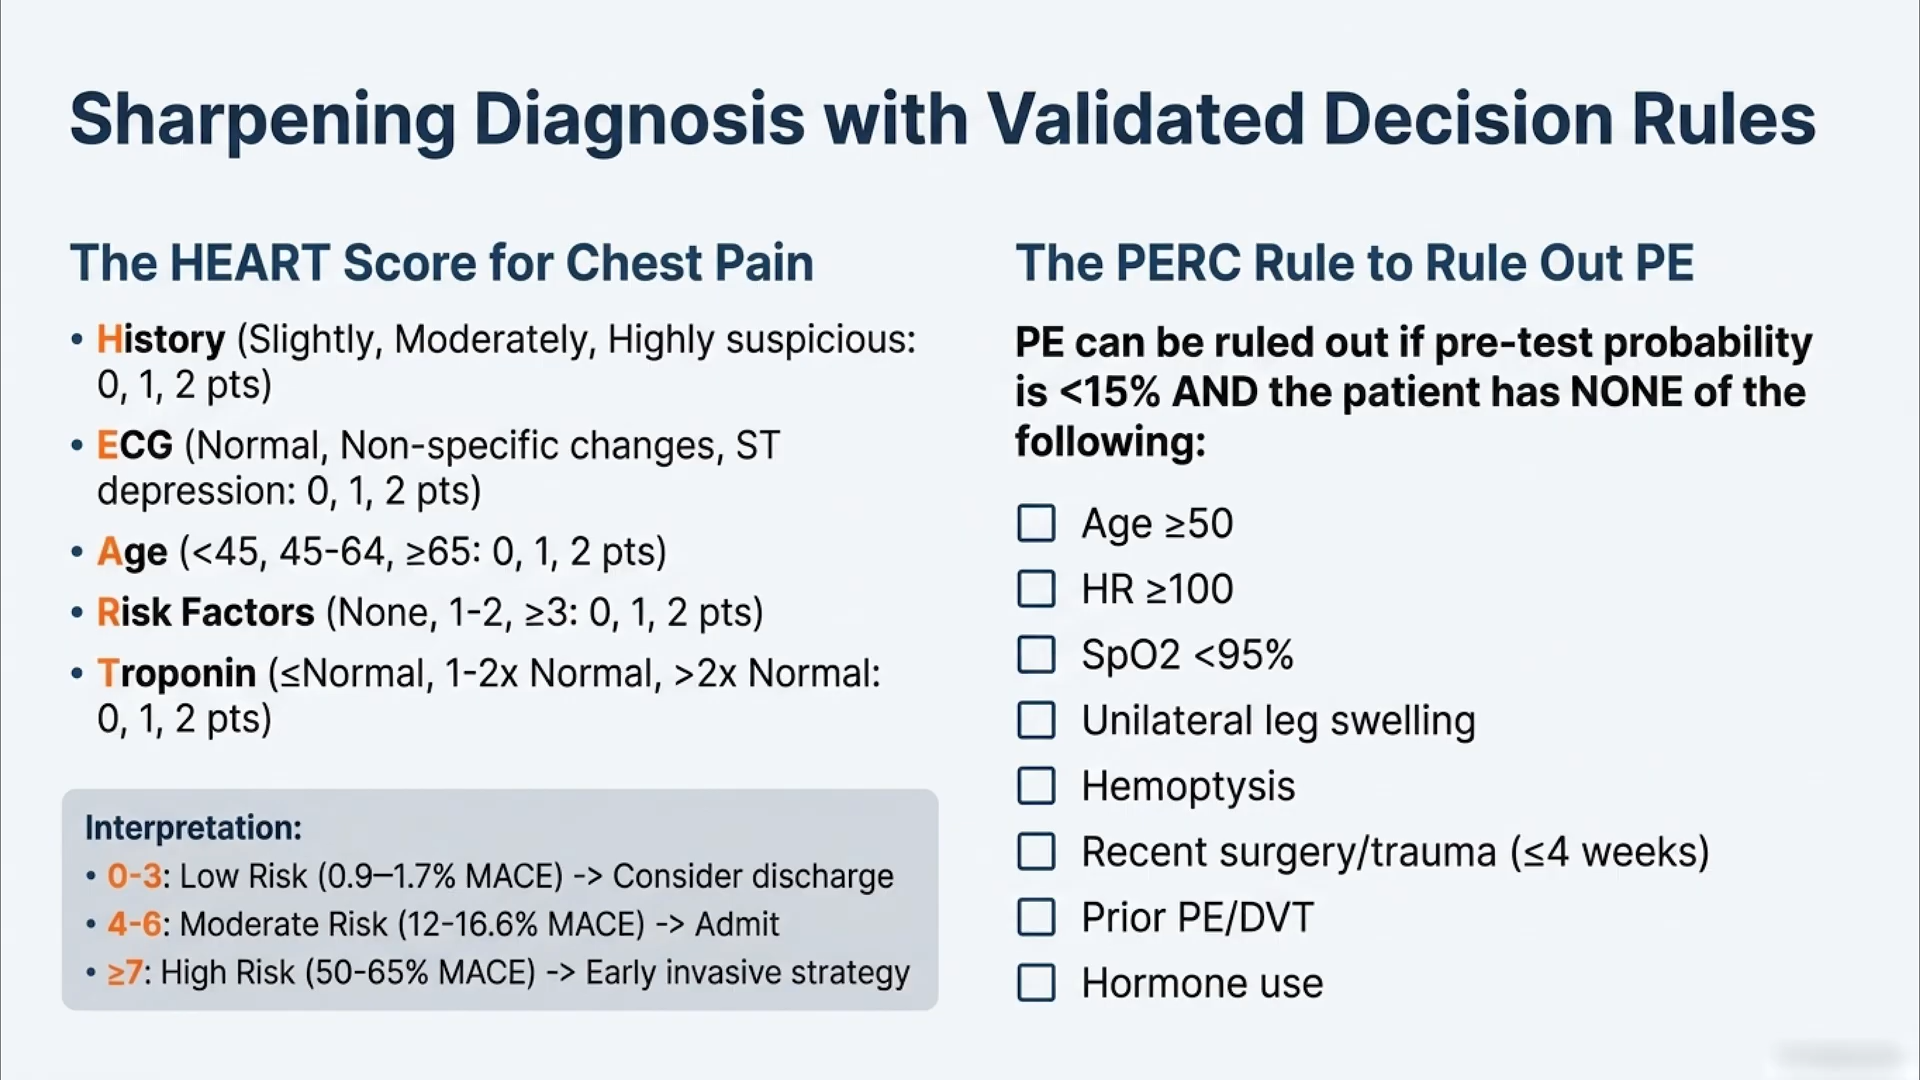 Sharpening Diagnosis with Validated Decision Rules
The HEART Score for Chest Pain
• History (Slightly, Moderately, Highly suspicious:
0, 1, 2 pts)
• ECG (Normal, Non-specific changes, ST
depression: 0, 1, 2 pts)
• Age (<45, 45-64, ≥65: 0, 1, 2 pts)
• Risk Factors (None, 1-2, ≥3: 0, 1, 2 pts)
• Troponin (≤Normal, 1-2x Normal, >2x Normal:
0, 1, 2 pts)
Interpretation:
• 0-3: Low Risk (0.9–1.7% MACE) -> Consider discharge
• 4-6: Moderate Risk (12-16.6% MACE) -> Admit
• ≥7: High Risk (50-65% MACE) -> Early invasive strategy
The PERC Rule to Rule Out PE
PE can be ruled out if pre-test probability
is <15% AND the patient has NONE of the
following:
Age ≥50
HR ≥100
SpO2 <95%
Unilateral leg swelling
Hemoptysis
Recent surgery/trauma (≤4 weeks)
Prior PE/DVT
Hormone use